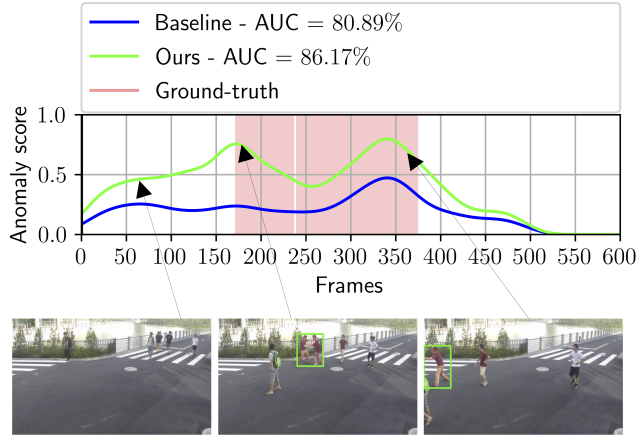 Baseline - AUC = 80.89%
Ours - AUC = 86.17%
Ground-truth
Anomaly score
1.0
0.5
0.0
0 50 100 150 200 250 300 350 400 450 500 550 600
Frames